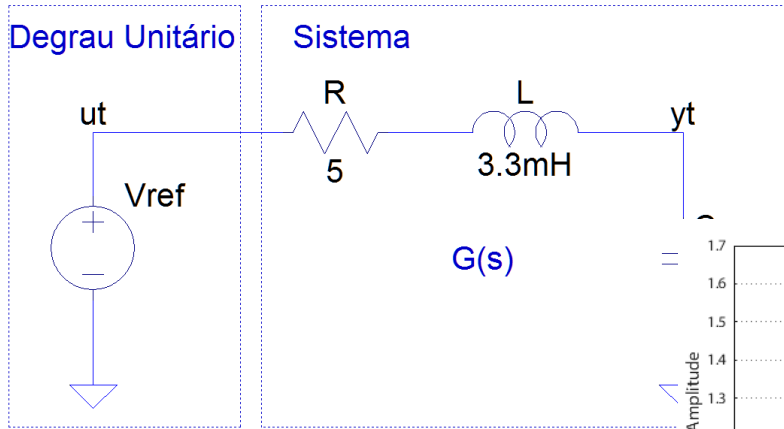 Degrau Unitário
Sistema
ut
R
L
yt
5
3.3mH
Vref
G(s)
1.7
1.6
1.5
1.4
1.3
Amplitude